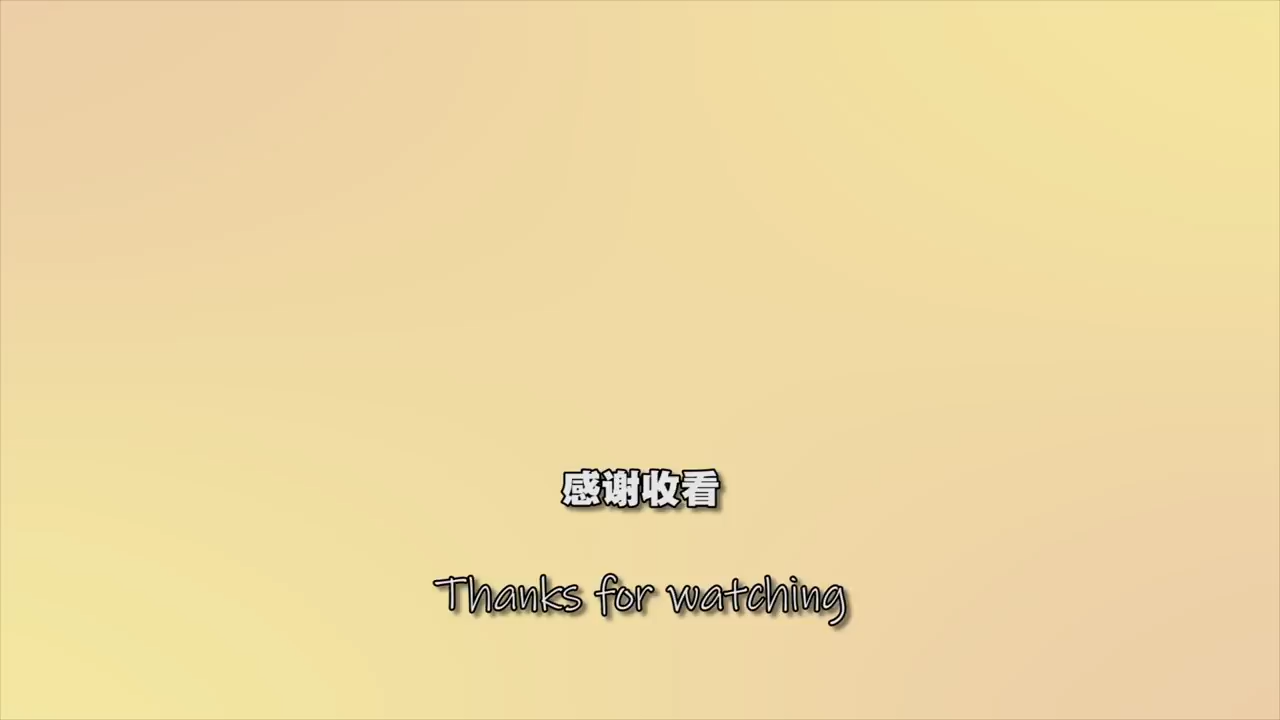 感谢收看
Thanks for watching